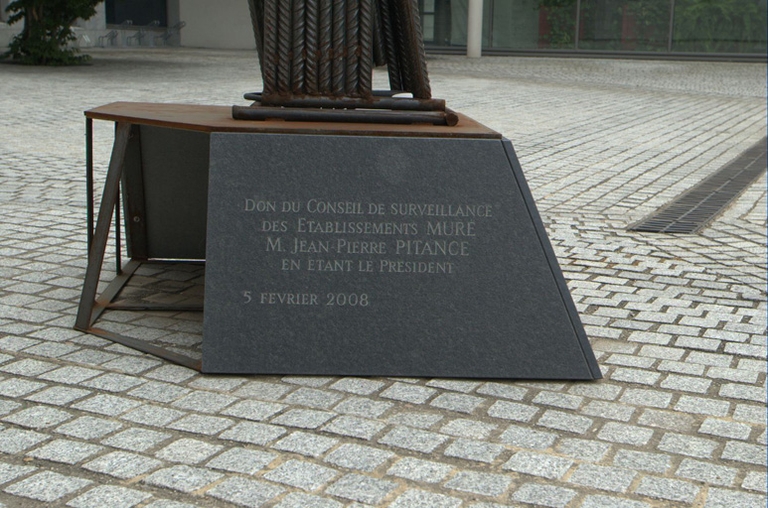 DON DU CONSEIL DE SURVEILLANCE
DES ETABLISSEMENTS MURE
M. JEAN-PIERRE PITANCE
EN ETANT LE PRESIDENT
5 FEVRIER 2008